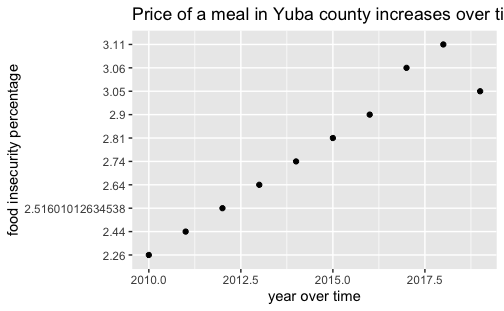 Price of a meal in Yuba county increases over ti
food insecurity percentage
3.11
3.06
3.05
2.9
2.81
2.74
2.64
2.51601012634538
2.44
2.26
2010.0 2012.5 2015.0 2017.5
year over time